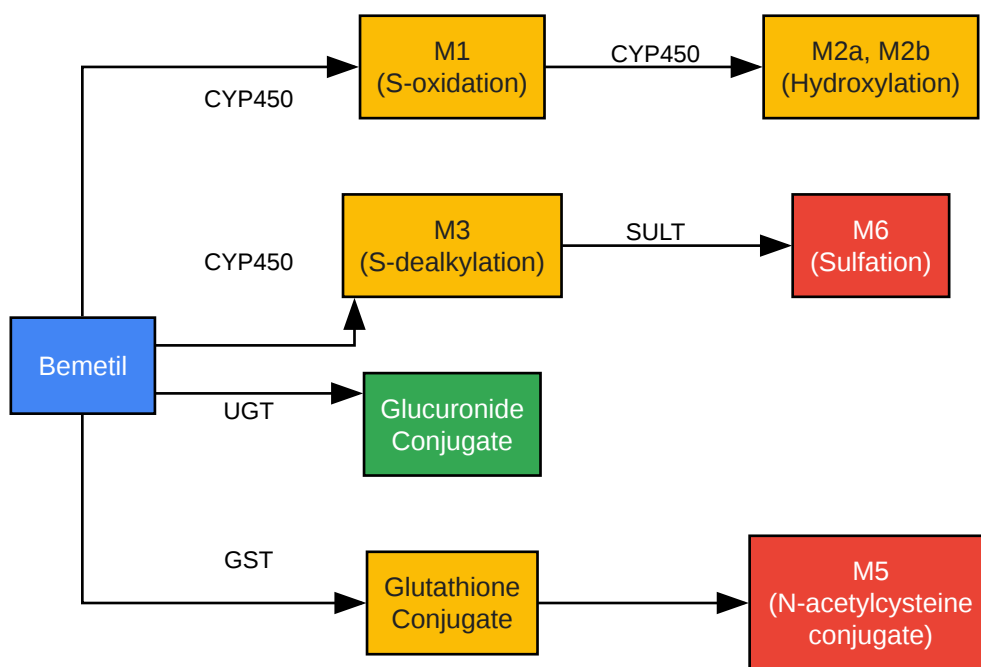 M1
(S-oxidation)
CYP450
M2a, M2b
(Hydroxylation)
CYP450
M3
(S-dealkylation)
SULT
M6
(Sulfation)
CYP450
Bemetil
UGT
Glucuronide
Conjugate
GST
Glutathione
Conjugate
M5
(N-acetylcysteine
conjugate)